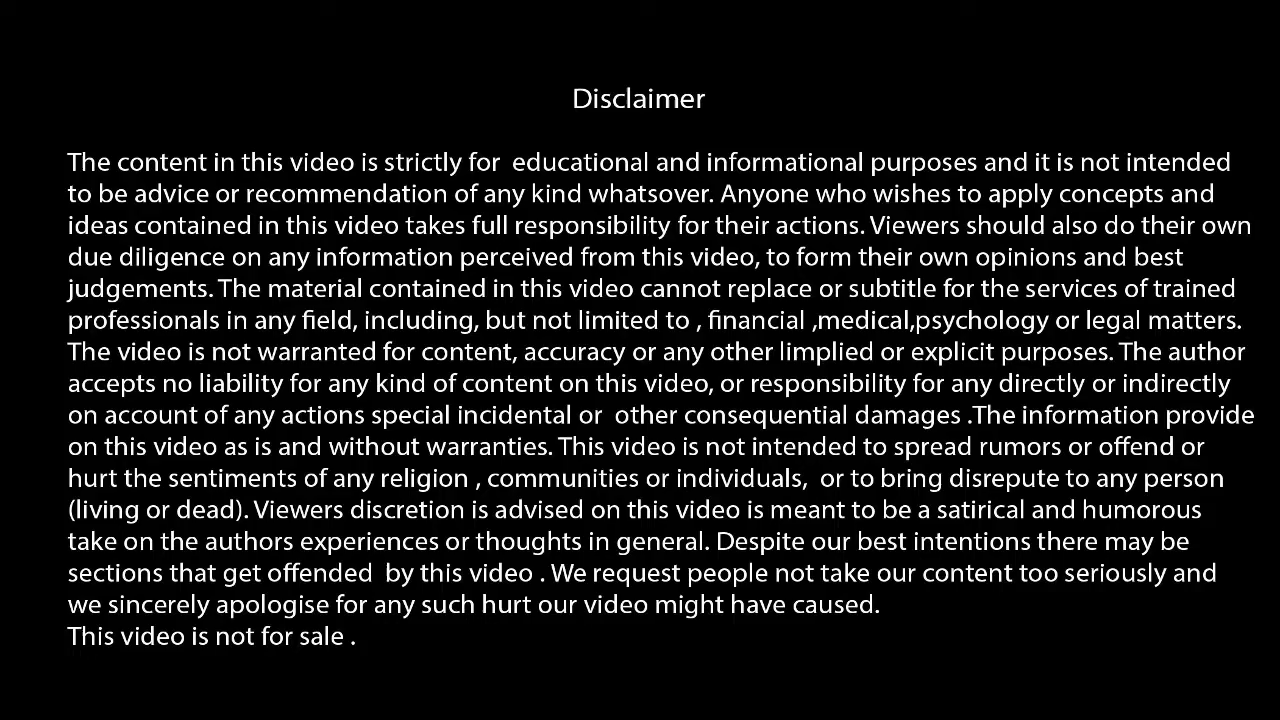 Disclaimer
The content in this video is strictly for  educational and informational purposes and it is not intended
to be advice or recommendation of any kind whatsover. Anyone who wishes to apply concepts and
ideas contained in this video takes full responsibility for their actions. Viewers should also do their own
due diligence on any information perceived from this video, to form their own opinions and best
judgements. The material contained in this video cannot replace or subtitle for the services of trained
professionals in any field, including, but not limited to , financial ,medical,psychology or legal matters.
The video is not warranted for content, accuracy or any other limplied or explicit purposes. The author
accepts no liability for any kind of content on this video, or responsibility for any directly or indirectly
on account of any actions special incidental or  other consequential damages .The information provide
on this video as is and without warranties. This video is not intended to spread rumors or offend or
hurt the sentiments of any religion , communities or individuals,  or to bring disrepute to any person
(living or dead). Viewers discretion is advised on this video is meant to be a satirical and humorous
take on the authors experiences or thoughts in general. Despite our best intentions there may be
sections that get offended  by this video . We request people not take our content too seriously and
we sincerely apologise for any such hurt our video might have caused.
This video is not for sale .